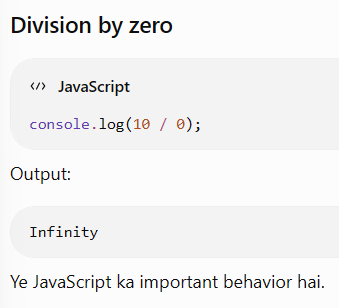 Division by zero
</> JavaScript
console.log(10 / 0);
Output:
Infinity
Ye JavaScript ka important behavior hai.